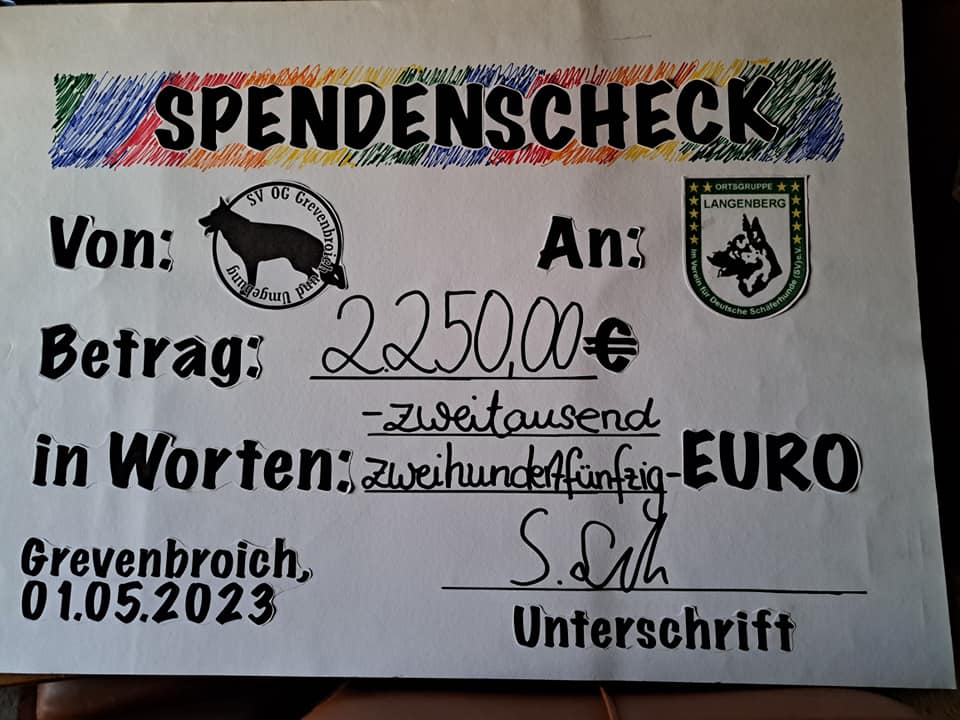 SPENDENSCHECK
Von: SV OG Grevenbroich und Umgebung An: ORTSGRUPPE
LANGENBERG
im Verein für Deutsche Schäferhunde (SV) e.V.
Betrag: 2.250,00 €
-zweitausend
in Worten: zweihundertfünfzig- EURO
Grevenbroich,
01.05.2023
S.
Unterschrift